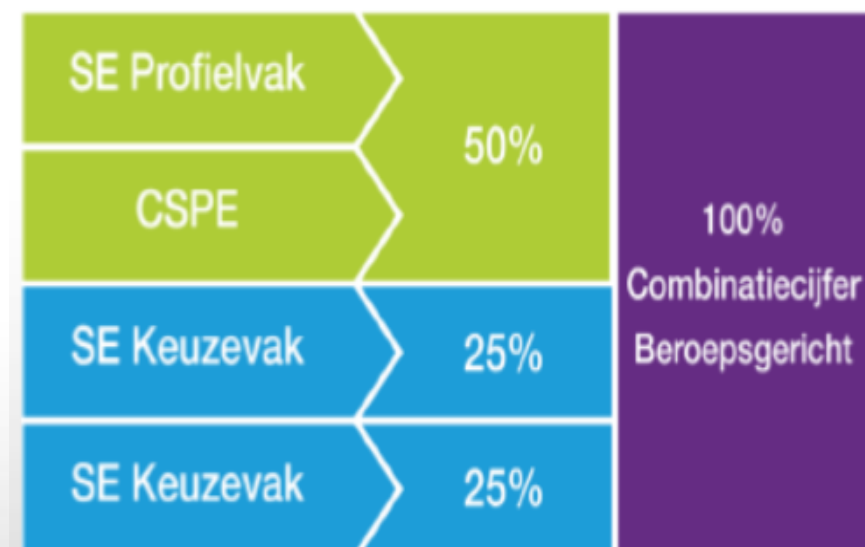 SE Profielvak
50%
CSPE
SE Keuzevak
25%
SE Keuzevak
25%
100%
Combinatiecijfer
Beroepsgericht